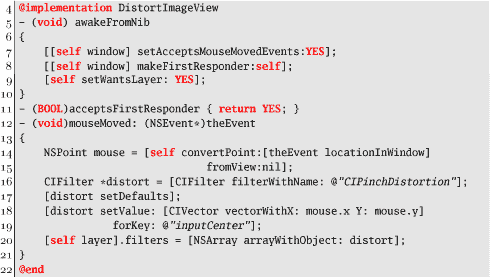 4 @implementation DistortImageView
5 - (void) awakeFromNib
6 {
7 [[self window] setAcceptsMouseMovedEvents:YES];
8 [[self window] makeFirstResponder:self];
9 [self setWantsLayer: YES];
10 }
11 - (BOOL)acceptsFirstResponder { return YES; }
12 - (void)mouseMoved: (NSEvent*)theEvent
13 {
14 NSPoint mouse = [self convertPoint:[theEvent locationInWindow]
15 fromView:nil];
16 CIFilter *distort = [CIFilter filterWithName: @"CIPinchDistortion"];
17 [distort setDefaults];
18 [distort setValue: [CIVector vectorWithX: mouse.x Y: mouse.y]
19 forKey: @"inputCenter"];
20 [self layer].filters = [NSArray arrayWithObject: distort];
21 }
22 @end